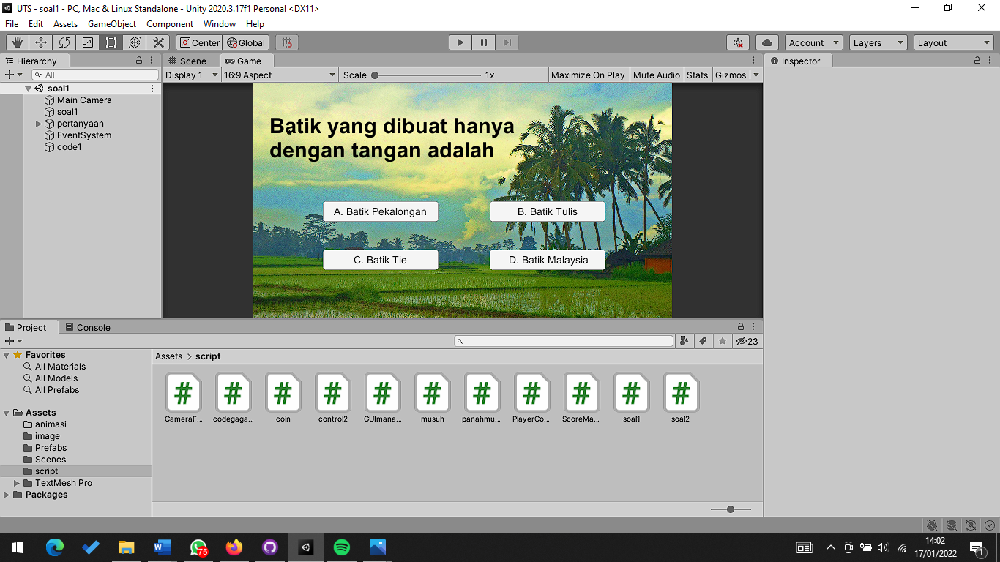 UTS - soal1 - PC, Mac & Linux Standalone - Unity 2020.3.17f1 Personal <DX11>
File Edit Assets GameObject Component Window Help
Center Global Account Layers Layout
Hierarchy
All
soal1
Main Camera
soal1
pertanyaan
EventSystem
code1
Scene Game
Display 1 16:9 Aspect Scale 1x Maximize On Play Mute Audio Stats Gizmos
Batik yang dibuat hanya
dengan tangan adalah
A. Batik Pekalongan B. Batik Tulis
C. Batik Tie D. Batik Malaysia
Inspector
Project Console
23
Favorites
All Materials
All Models
All Prefabs
Assets
animasi
image
Prefabs
Scenes
script
TextMesh Pro
Packages
Assets > script
# # # # # # # # # # #
CameraF... codegaga... coin control2 GUImana... musuh panahmu... PlayerCo... ScoreMa... soal1 soal2
W 75
14:02
17/01/2022
1